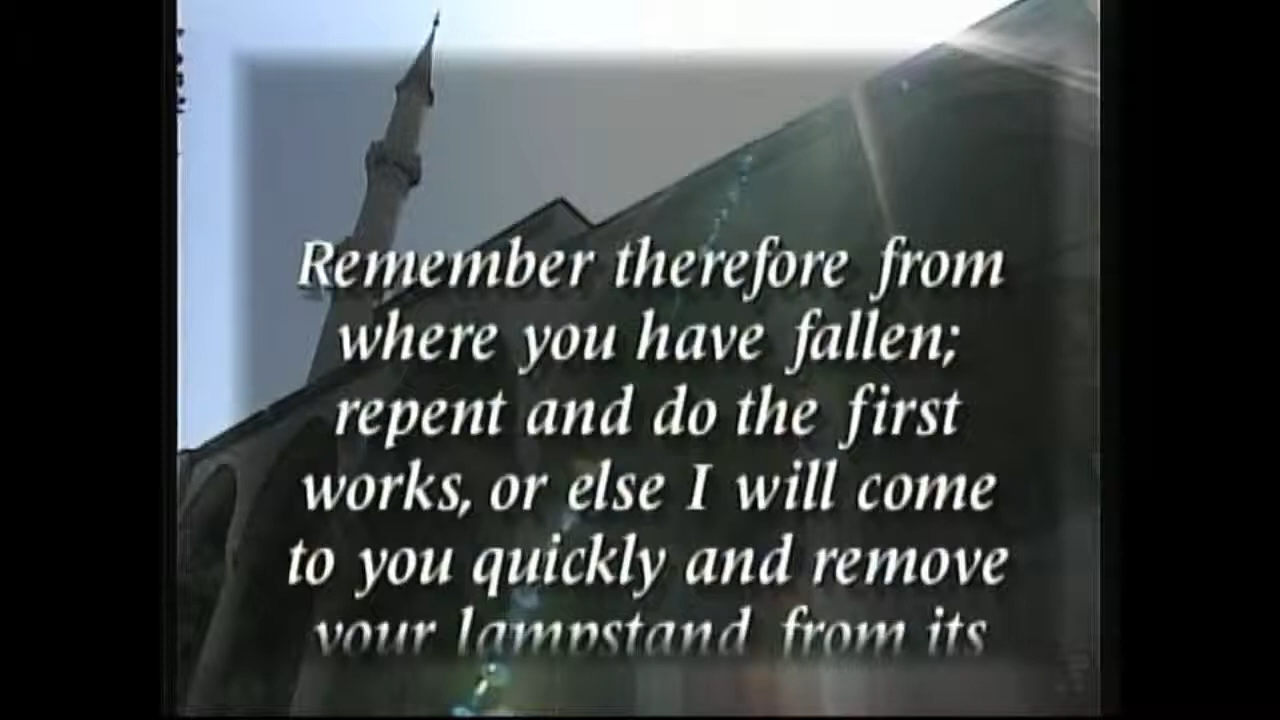 Remember therefore from
where you have fallen;
repent and do the first
works, or else I will come
to you quickly and remove
your lampstand from its